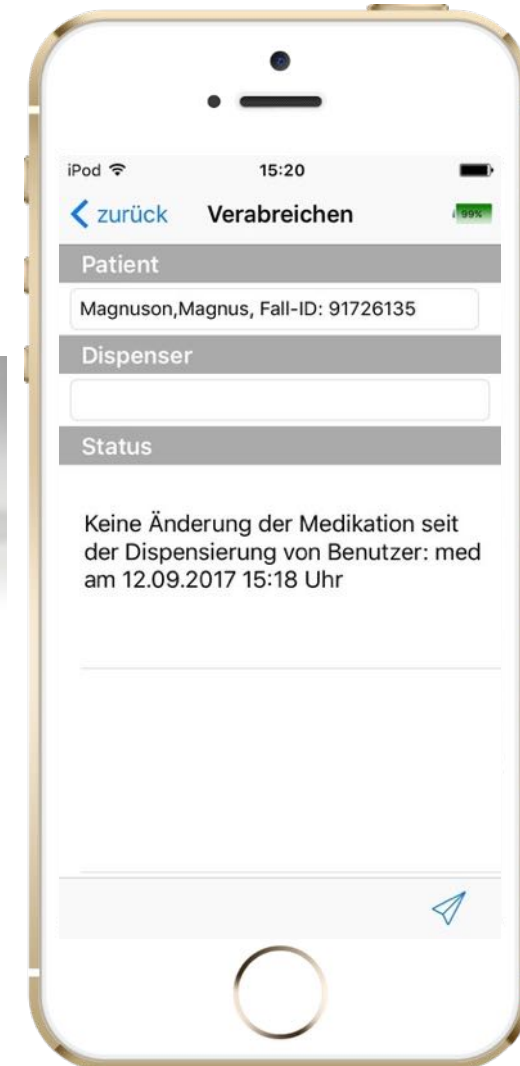 iPod 15:20
zurück Verabreichen 99%
Patient
Magnuson,Magnus, Fall-ID: 91726135
Dispenser
Status
Keine Änderung der Medikation seit
der Dispensierung von Benutzer: med
am 12.09.2017 15:18 Uhr